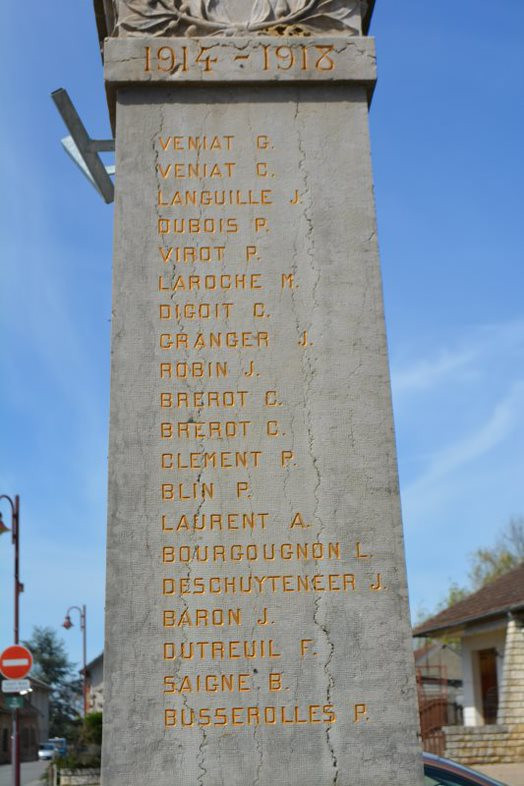 1914 - 1918
VENIAT G.
VENIAT C.
LANGUILLE J.
DUBOIS P.
VIROT P.
LAROCHE M.
DIGOIT C.
GRANGER J.
ROBIN J.
BREROT C.
BREROT C.
CLEMENT P.
BLIN P.
LAURENT A.
BOURGOUGNON L.
DESCHUYTENEER J.
BARON J.
DUTREUIL F.
SAIGNE B.
BUSSEROLLES P.